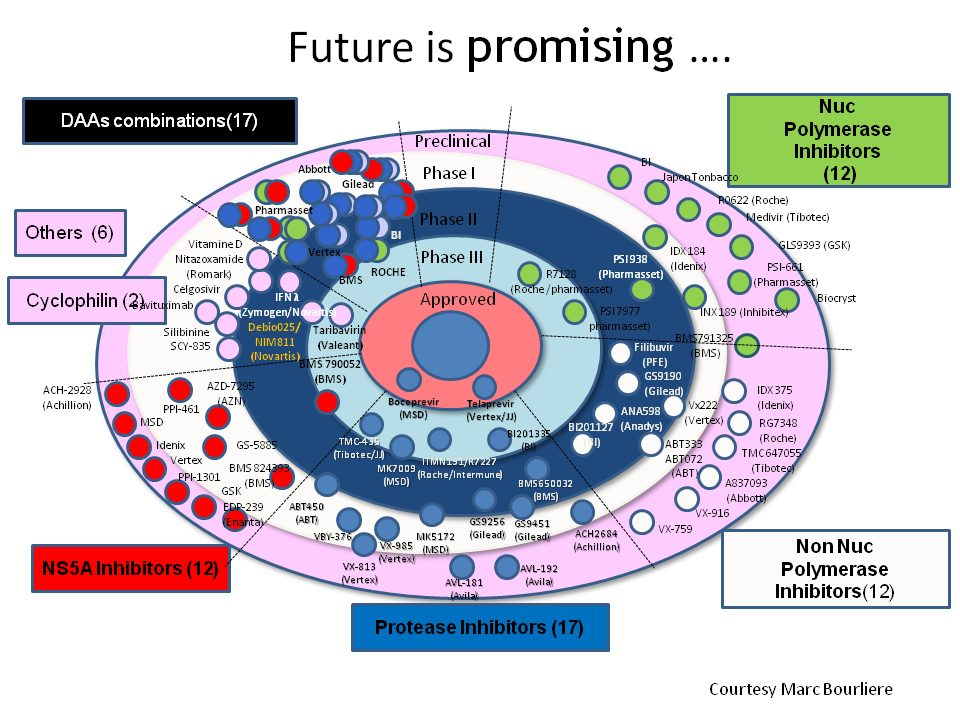 Future is promising ....
DAAs combinations(17)
Nuc
Polymerase
Inhibitors
(12)
Others (6)
Cyclophilin (2)
Preclinical
Phase I
Phase II
Phase III
Approved
Abbott
Gilead
Pharmasset
BI
Vertex
ROCHE
BMS
Vitamine D
Nitazoxamide
(Romark)
Celgosivir
Bavituximab
Silibinine
SCY-835
IFN λ
(Zymogen/Novartis)
Debio025/
NIM811
(Novartis)
Taribavirin
(Valeant)
BMS 790052
(BMS)
BI
JaponTonbacco
R0622 (Roche)
Medivir (Tibotec)
GLS9393 (GSK)
IDX184
(Idenix)
PSI-661
(Pharmasset)
Biocryst
INX189 (Inhibitex)
BMS791325
(BMS)
PSI938
(Pharmasset)
R7128
(Roche /pharmasset)
PSI7977
pharmasset)
Filibuvir
(PFE)
GS9190
(Gilead)
ANA598
(Anadys)
BI201127
(BI)
Vx222
(Vertex)
ABT333
ABT072
(ABT)
IDX375
(Idenix)
RG7348
(Roche)
TMC647055
(Tibotec)
A837093
(Abbott)
VX-916
VX-759
Boceprevir
(MSD)
Telaprevir
(Vertex/JJ)
TMC-435
(Tibotec/JJ)
MK7009
(MSD)
ITMN191/R7227
(Roche/Intermune)
BI201335
(BI)
BMS650032
(BMS)
ABT450
(ABT)
VBY-376
VX-985
(Vertex)
VX-813
(Vertex)
MK5172
(MSD)
GS9256
(Gilead)
GS9451
(Gilead)
ACH2684
(Achillion)
AVL-181
(Avila)
AVL-192
(Avila)
ACH-2928
(Achillion)
MSD
Idenix
Vertex
PPI-1301
GSK
EDP-239
(Enanta)
PPI-461
AZD-7295
(AZN)
GS-5885
BMS824393
(BMS)
NS5A Inhibitors (12)
Protease Inhibitors (17)
Non Nuc
Polymerase
Inhibitors(12)
Courtesy Marc Bourliere